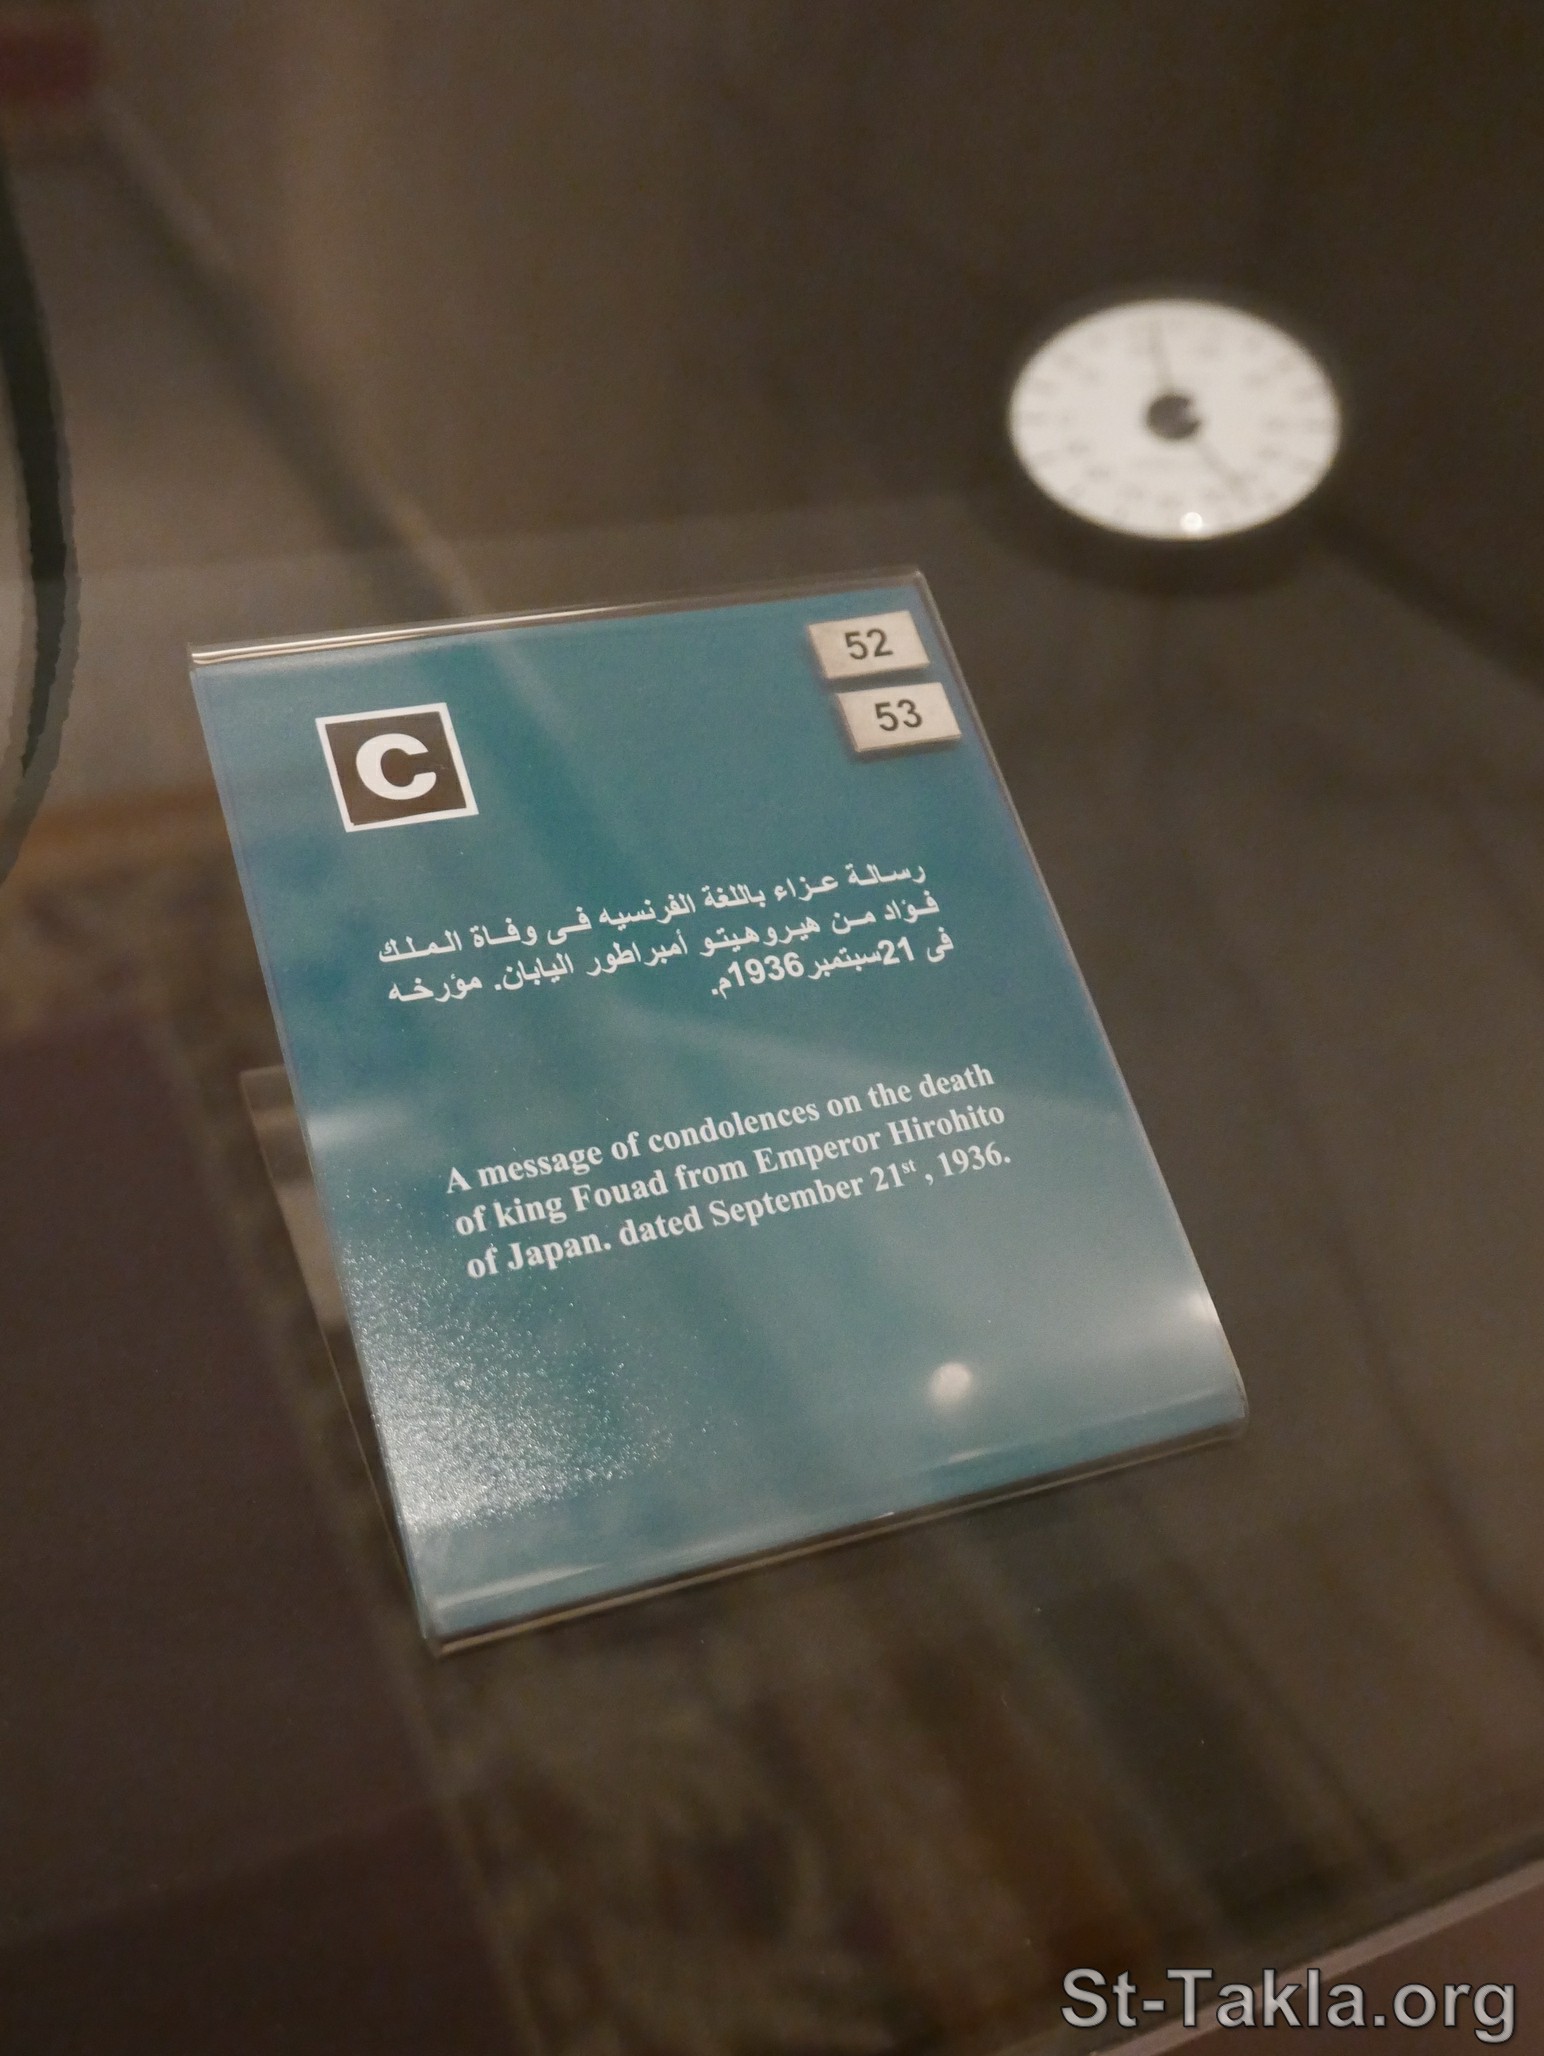 52
53
C
رسالة عزاء باللغة الفرنسيه فى وفاة الملك
فؤاد من هيروهيتو أمبراطور اليابان. مؤرخه
فى 21سبتمبر1936م.
A message of condolences on the death
of king Fouad from Emperor Hirohito
of Japan. dated September 21st , 1936.
St-Takla.org